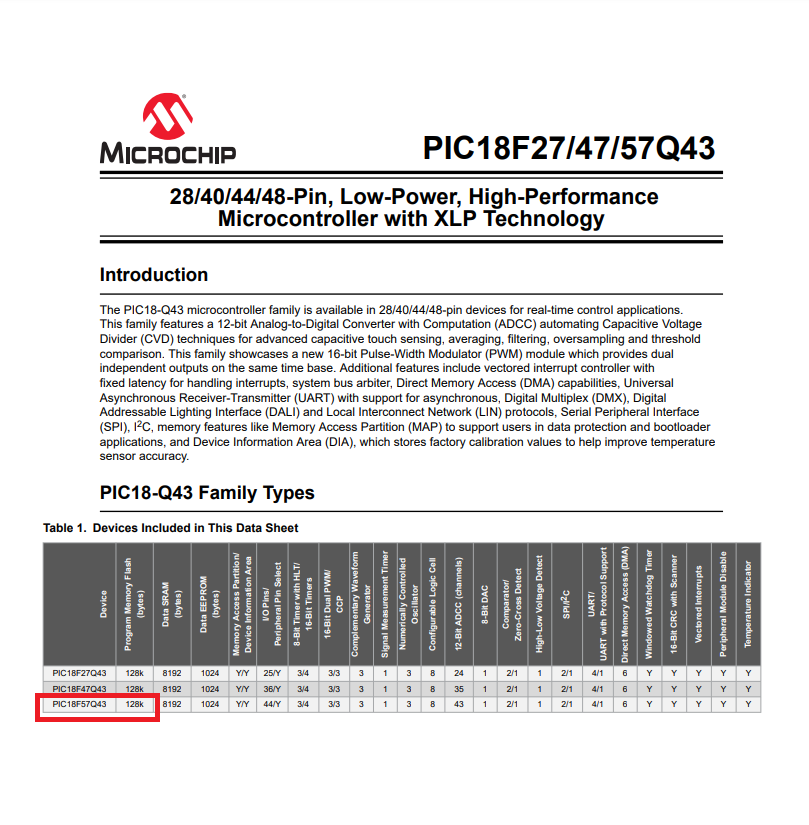 MICROCHIP
PIC18F27/47/57Q43
28/40/44/48-Pin, Low-Power, High-Performance
Microcontroller with XLP Technology
Introduction
The PIC18-Q43 microcontroller family is available in 28/40/44/48-pin devices for real-time control applications.
This family features a 12-bit Analog-to-Digital Converter with Computation (ADCC) automating Capacitive Voltage
Divider (CVD) techniques for advanced capacitive touch sensing, averaging, filtering, oversampling and threshold
comparison. This family showcases a new 16-bit Pulse-Width Modulator (PWM) module which provides dual
independent outputs on the same time base. Additional features include vectored interrupt controller with
fixed latency for handling interrupts, system bus arbiter, Direct Memory Access (DMA) capabilities, Universal
Asynchronous Receiver-Transmitter (UART) with support for asynchronous, Digital Multiplex (DMX), Digital
Addressable Lighting Interface (DALI) and Local Interconnect Network (LIN) protocols, Serial Peripheral Interface
(SPI), I²C, memory features like Memory Access Partition (MAP) to support users in data protection and bootloader
applications, and Device Information Area (DIA), which stores factory calibration values to help improve temperature
sensor accuracy.
PIC18-Q43 Family Types
Table 1. Devices Included in This Data Sheet
Device
Program Memory Flash
(bytes)
Data SRAM
(bytes)
Data EEPROM
(bytes)
Memory Access Partition/
Device Information Area
I/O Pins/
Peripheral Pin Select
8-Bit Timer with HLT/
16-Bit Timers
16-Bit Dual PWM/
CCP
Complementary Waveform
Generator
Signal Measurement Timer
Numerically Controlled
Oscillator
Configurable Logic Cell
12-Bit ADCC (channels)
8-Bit DAC
Comparator/
Zero-Cross Detect
High-Low Voltage Detect
SPI/I²C
UART/
UART with Protocol Support
Direct Memory Access (DMA)
Windowed Watchdog Timer
16-Bit CRC with Scanner
Vectored Interrupts
Peripheral Module Disable
Temperature Indicator
PIC18F27Q43 128k 8192 1024 Y/Y 25/Y 3/4 3/3 3 1 3 8 24 1 2/1 1 2/1 4/1 6 Y Y Y Y Y
PIC18F47Q43 128k 8192 1024 Y/Y 36/Y 3/4 3/3 3 1 3 8 35 1 2/1 1 2/1 4/1 6 Y Y Y Y Y
PIC18F57Q43 128k 8192 1024 Y/Y 44/Y 3/4 3/3 3 1 3 8 43 1 2/1 1 2/1 4/1 6 Y Y Y Y Y